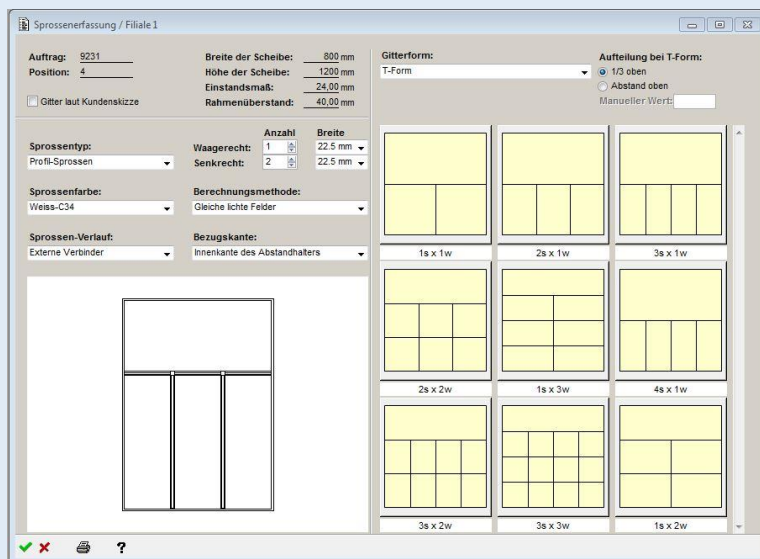 Sprossenerfassung / Filiale 1
Auftrag: 9231
Position: 4
Gitter laut Kundenskizze
Breite der Scheibe: 800 mm
Höhe der Scheibe: 1200 mm
Einstandsmaß: 24,00 mm
Rahmenüberstand: 40,00 mm
Gitterform:
T-Form
Aufteilung bei T-Form:
1/3 oben
Abstand oben
Manueller Wert:
Anzahl Breite
Waagerecht: 1 22.5 mm
Senkrecht: 2 22.5 mm
Sprossentyp:
Profil-Sprossen
Sprossenfarbe:
Weiss-C34
Berechnungsmethode:
Gleiche lichte Felder
Sprossen-Verlauf:
Externe Verbinder
Bezugskante:
Innenkante des Abstandhalters
1s x 1w
2s x 1w
3s x 1w
2s x 2w
1s x 3w
4s x 1w
3s x 2w
3s x 3w
1s x 2w
?